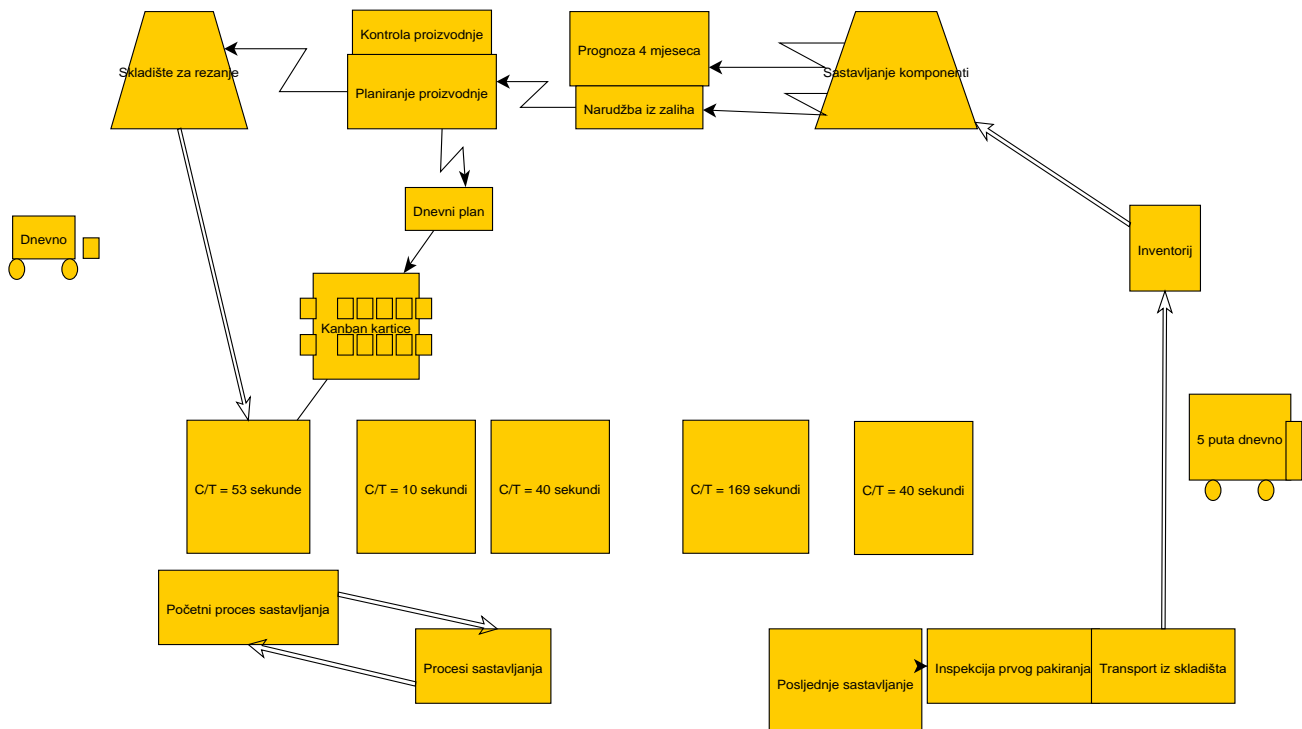 Kontrola proizvodnje
Prognoza 4 mjeseca
Skladište za rezanje
Sastavljanje komponenti
Planiranje proizvodnje
Narudžba iz zaliha
Dnevni plan
Dnevno
Inventorij
Kanban kartice
5 puta dnevno
C/T = 53 sekunde
C/T = 10 sekundi
C/T = 40 sekundi
C/T = 169 sekundi
C/T = 40 sekundi
Početni proces sastavljanja
Procesi sastavljanja
Posljednje sastavljanje
Inspekcija prvog pakiranja
Transport iz skladišta